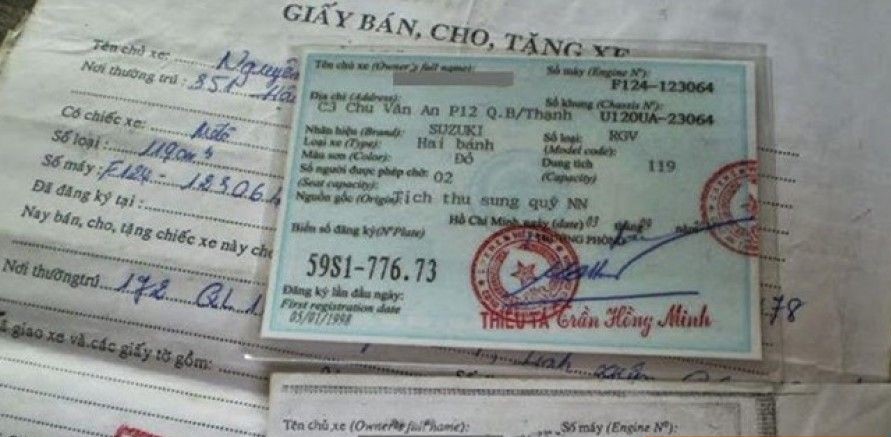 GIẤY BÁN, CHO, TẶNG XE
Tên chủ xe: Nguyễn
Nơi thường trú : 351
Có chiếc xe: Môtô
Số loại : 119cm3
Số máy : F124 - 123064
Đã đăng ký tại :
Nay bán, cho, tặng chiếc xe này cho
Nơi thường trú 172
giao xe và các giấy tờ gồm:
78
Tên chủ xe (Owner's full name): Số máy (Engine N°):
F124-123064
Địa chỉ (Address): Số khung (Chassis N°):
C3 Chu Văn An P12 Q.B/Thạnh U120UA-23064
Nhãn hiệu (Brand): SUZUKI Số loại: RGV
Loại xe (Type): Hai bánh (Model code):
Màu sơn (Color): Đỏ Dung tích 119
Số người được phép chở: 02 (Capacity)
(Seat capacity):
Nguồn gốc (Origin) Tịch thu sung quỹ NN
Hồ Chí Minh, ngày (date) 03 tháng 09
Biển số đăng ký(N°Plate)
59S1-776.73
Đăng ký lần đầu ngày:
First registration date
05/01/1998
THIẾU TÁ Trần Hồng Minh
Tên chủ xe (Owner's full name): Số máy (Engine N°):